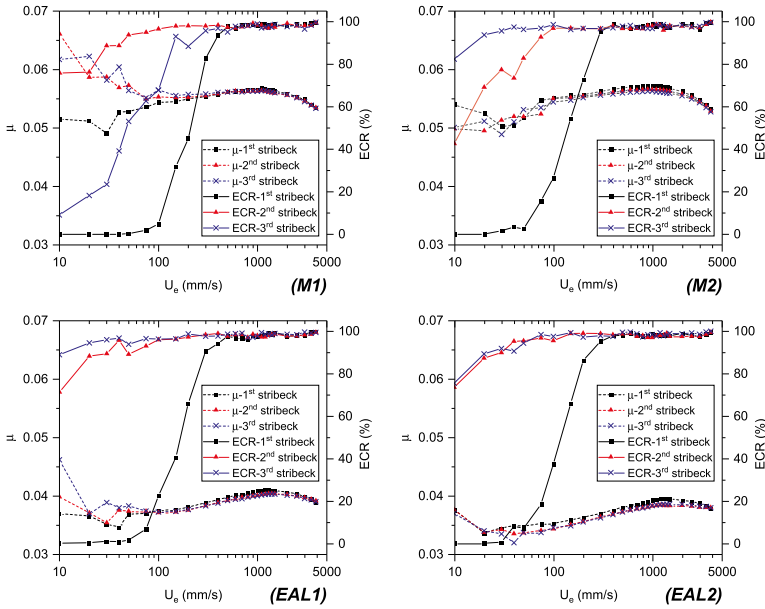 0.07
0.06
0.05
0.04
0.03
μ
100
80
60
40
20
0
ECR (%)
μ-1st stribeck
μ-2nd stribeck
μ-3rd stribeck
ECR-1st stribeck
ECR-2nd stribeck
ECR-3rd stribeck
10 100 1000
Ue (mm/s)
(M1)
0.07
0.06
0.05
0.04
0.03
μ
100
80
60
40
20
0
ECR (%)
μ-1st stribeck
μ-2nd stribeck
μ-3rd stribeck
ECR-1st stribeck
ECR-2nd stribeck
ECR-3rd stribeck
10 100 1000
Ue (mm/s)
(M2)
0.07
0.06
0.05
0.04
0.03
μ
100
80
60
40
20
0
ECR (%)
μ-1st stribeck
μ-2nd stribeck
μ-3rd stribeck
ECR-1st stribeck
ECR-2nd stribeck
ECR-3rd stribeck
10 100 1000
Ue (mm/s)
(EAL1)
0.07
0.06
0.05
0.04
0.03
μ
100
80
60
40
20
0
ECR (%)
μ-1st stribeck
μ-2nd stribeck
μ-3rd stribeck
ECR-1st stribeck
ECR-2nd stribeck
ECR-3rd stribeck
10 100 1000
Ue (mm/s)
(EAL2)